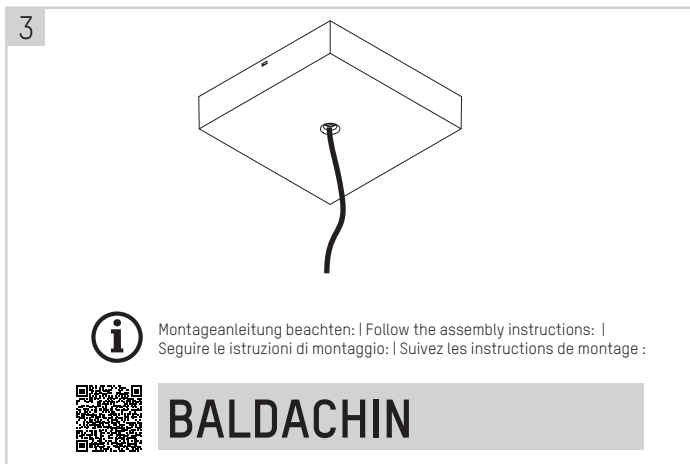 3
Montageanleitung beachten: | Follow the assembly instructions: |
Seguire le istruzioni di montaggio: | Suivez les instructions de montage :
BALDACHIN